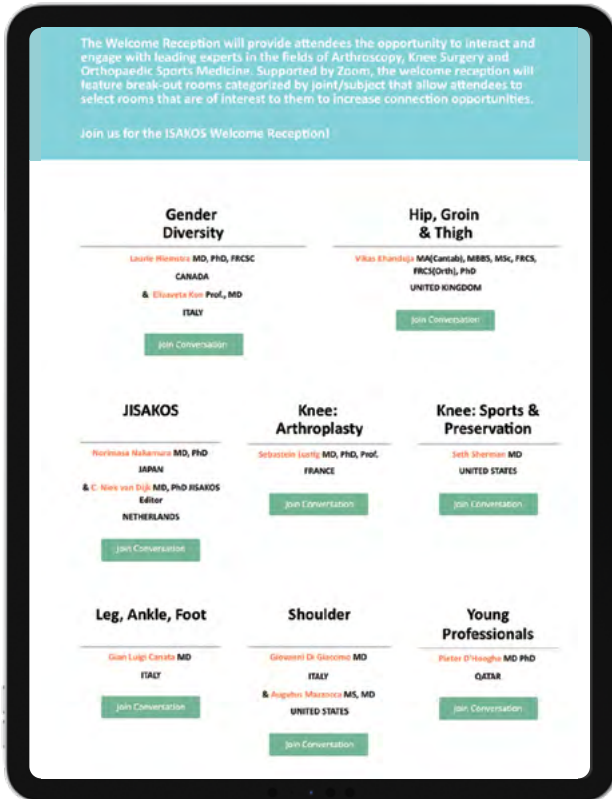 The Welcome Reception will provide attendees the opportunity to interact and
engage with leading experts in the fields of Arthroscopy, Knee Surgery and
Orthopaedic Sports Medicine. Supported by Zoom, the welcome reception will
feature break-out rooms categorized by joint/subject that allow attendees to
select rooms that are of interest to them to increase connection opportunities.
Join us for the ISAKOS Welcome Reception!
Gender
Diversity
Laurie Hiemstra MD, PhD, FRCSC
CANADA
& Elizaveta Kon Prof., MD
ITALY
Join Conversation
Hip, Groin
& Thigh
Vikas Khanduja MA(Cantab), MBBS, MSc, FRCS,
FRCS(Orth), PhD
UNITED KINGDOM
Join Conversation
JISAKOS
Norimasa Nakamura MD, PhD
JAPAN
& C. Niek van Dijk MD, PhD JISAKOS
Editor
NETHERLANDS
Join Conversation
Knee:
Arthroplasty
Sebastein Lustig MD, PhD, Prof.
FRANCE
Join Conversation
Knee: Sports &
Preservation
Seth Sherman MD
UNITED STATES
Join Conversation
Leg, Ankle, Foot
Gian Luigi Canata MD
ITALY
Join Conversation
Shoulder
Giovanni Di Giacomo MD
ITALY
& Augustus Mazzocca MS, MD
UNITED STATES
Join Conversation
Young
Professionals
Pieter D'Hooghe MD PhD
QATAR
Join Conversation